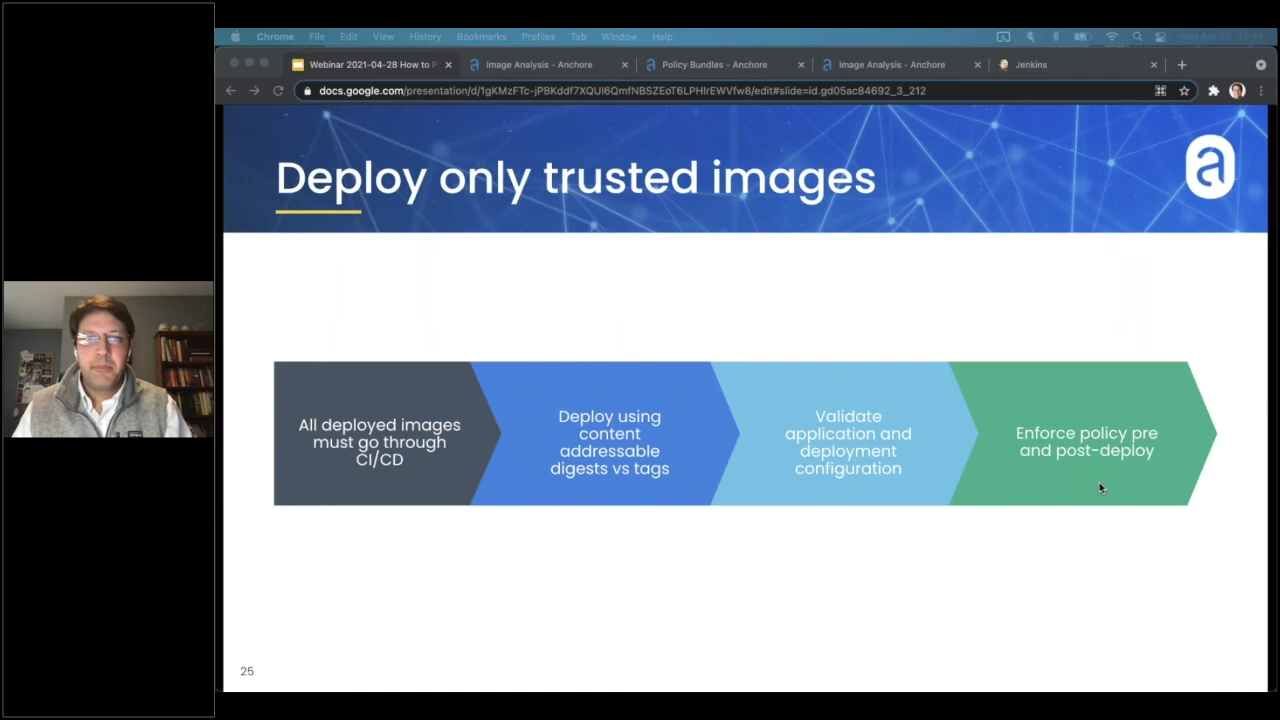 Chrome File Edit View History Bookmarks Profiles Tab Window Help
Webinar 2021-04-28 How to Image Analysis - Anchore Policy Bundles - Anchore Image Analysis - Anchore Jenkins
docs.google.com/presentation/d/1gKMzFTc-jPBKddf7XQUl6QmfNBSZEoT6LPHlrEWVfw8/edit#slide=id.gd05ac84692_3_212
Deploy only trusted images
a
All deployed images
must go through
CI/CD
Deploy using
content
addressable
digests vs tags
Validate
application and
deployment
configuration
Enforce policy pre
and post-deploy
25